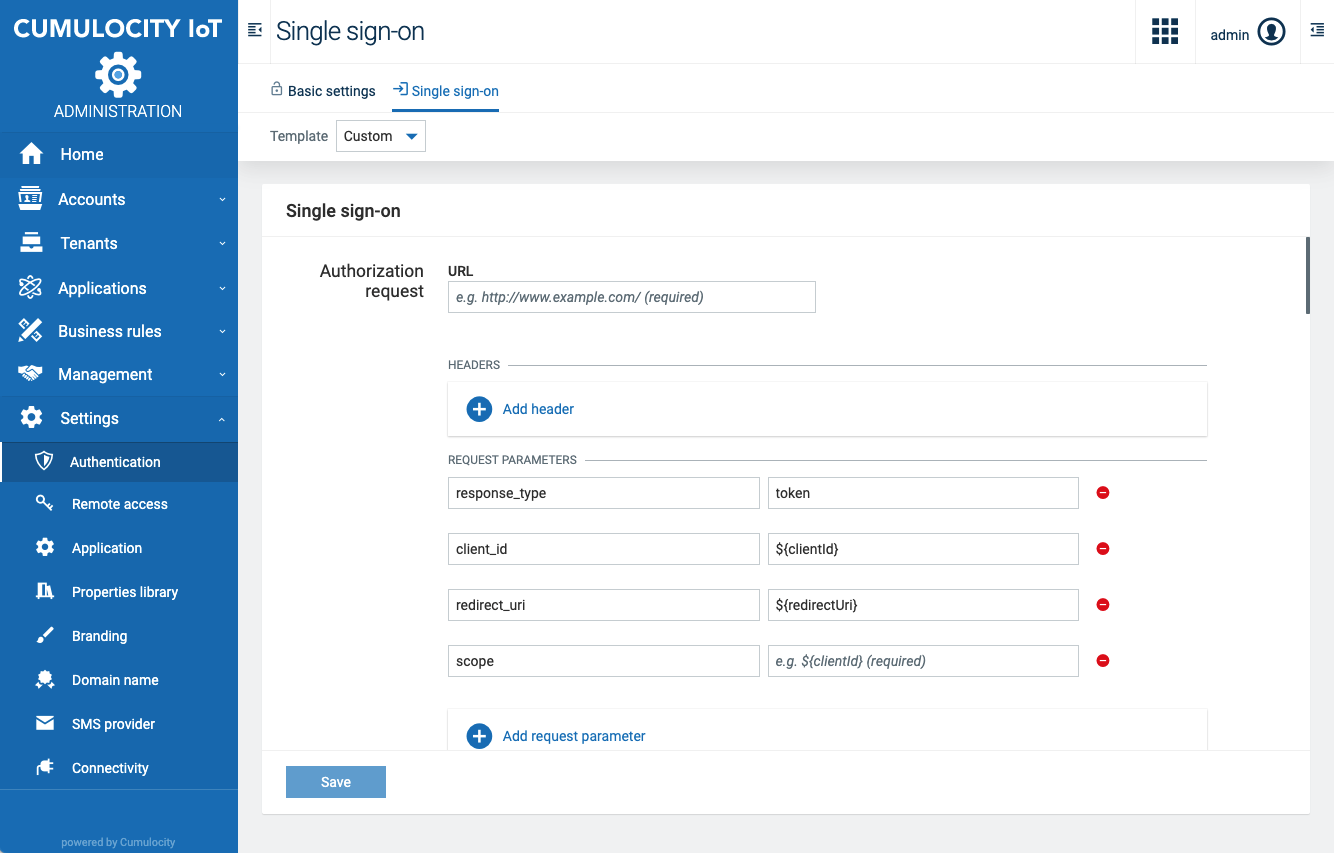 CUMULOCITY IoT
ADMINISTRATION
Home
Accounts
Tenants
Applications
Business rules
Management
Settings
Authentication
Remote access
Application
Properties library
Branding
Domain name
SMS provider
Connectivity
powered by Cumulocity
Single sign-on
admin
Basic settings
Single sign-on
Template
Custom
Single sign-on
Authorization
request
URL
e.g. http://www.example.com/ (required)
HEADERS
Add header
REQUEST PARAMETERS
response_type token
client_id ${clientId}
redirect_uri ${redirectUri}
scope e.g. ${clientId} (required)
Add request parameter
Save